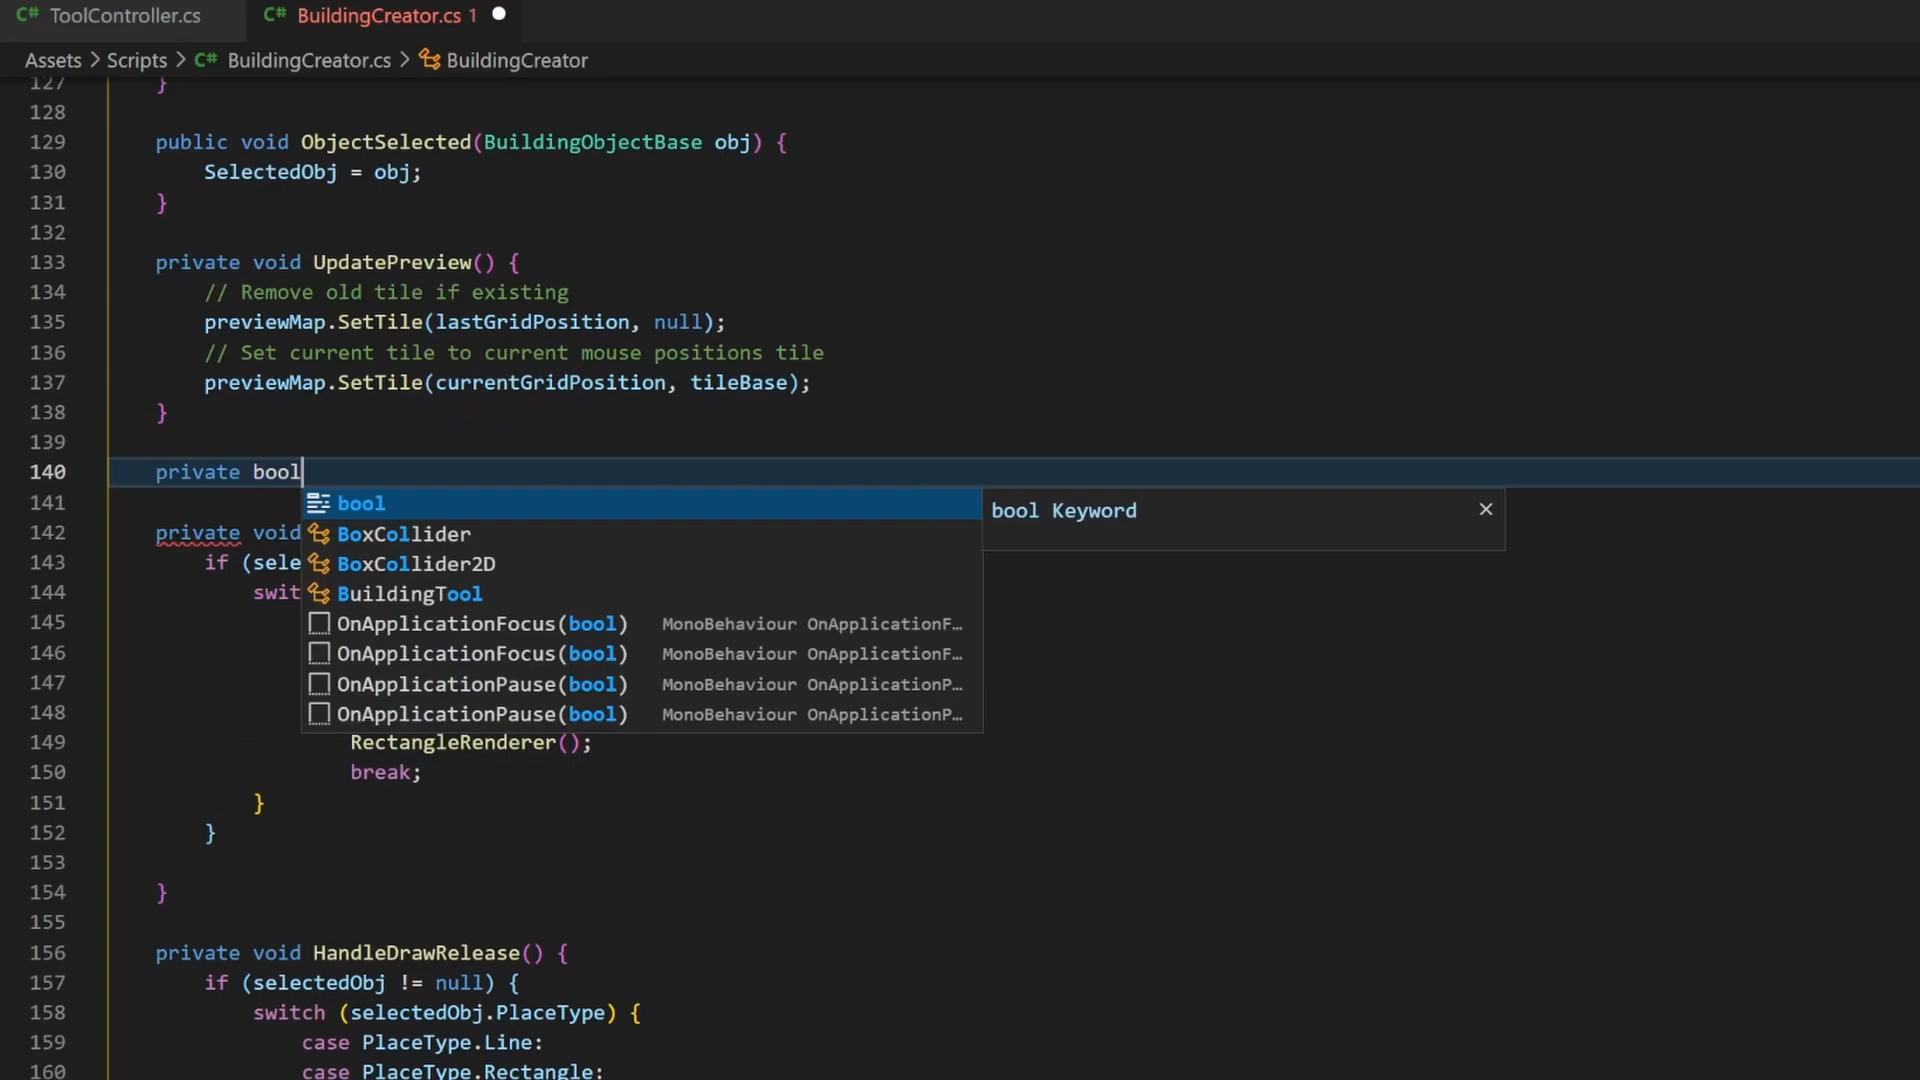 C# ToolController.cs
C# BuildingCreator.cs 1
Assets > Scripts > C# BuildingCreator.cs > BuildingCreator
127 }
128
129 public void ObjectSelected(BuildingObjectBase obj) {
130 SelectedObj = obj;
131 }
132
133 private void UpdatePreview() {
134 // Remove old tile if existing
135 previewMap.SetTile(lastGridPosition, null);
136 // Set current tile to current mouse positions tile
137 previewMap.SetTile(currentGridPosition, tileBase);
138 }
139
140 private bool
141 bool
bool Keyword
142 private void BoxCollider
143 if (sele BoxCollider2D
144 swit BuildingTool
145 OnApplicationFocus(bool) MonoBehaviour OnApplicationF…
146 OnApplicationFocus(bool) MonoBehaviour OnApplicationF…
147 OnApplicationPause(bool) MonoBehaviour OnApplicationP…
148 OnApplicationPause(bool) MonoBehaviour OnApplicationP…
149 RectangleRenderer();
150 break;
151 }
152 }
153
154 }
155
156 private void HandleDrawRelease() {
157 if (selectedObj != null) {
158 switch (selectedObj.PlaceType) {
159 case PlaceType.Line:
160 case PlaceType.Rectangle: